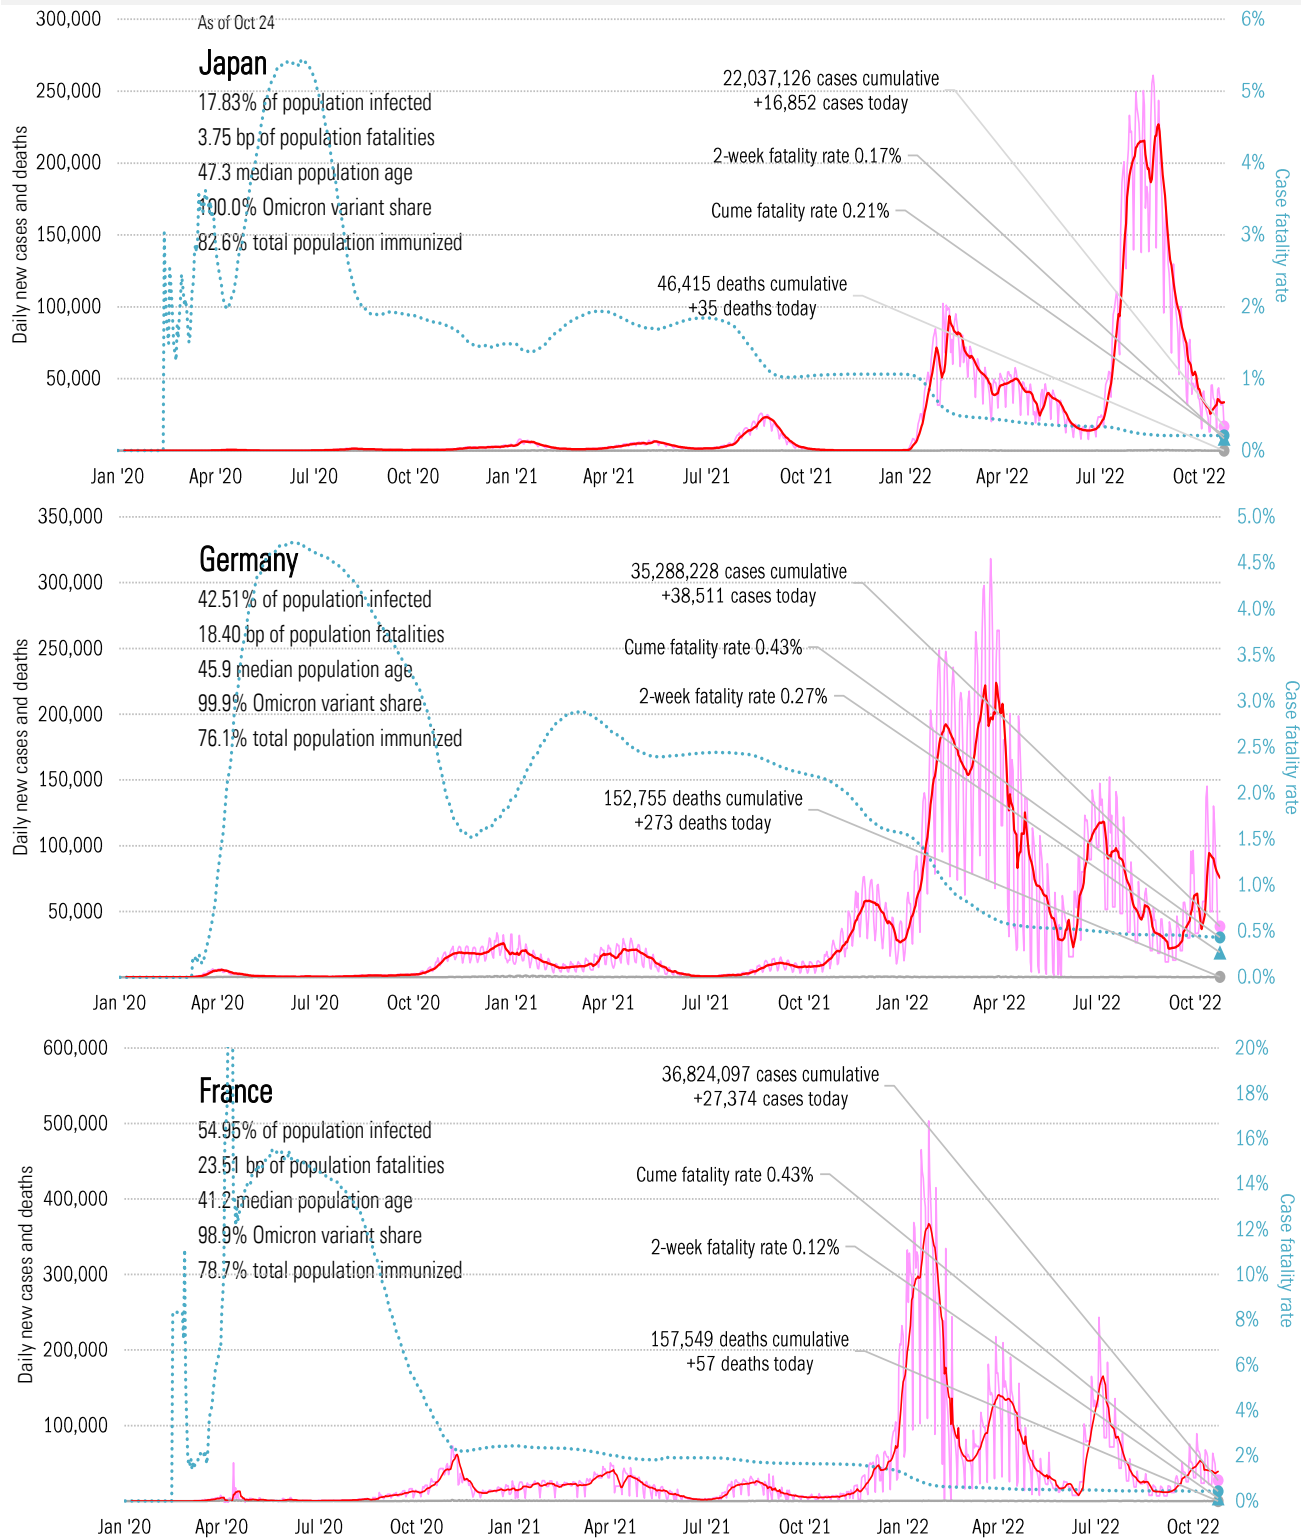 300,000
As of Oct 24
6%
Japan
22,037,126 cases cumulative
+16,852 cases today
250,000
5%
17.83% of population infected
3.75 bp of population fatalities
2-week fatality rate 0.17%
200,000
4%
47.3 median population age
100.0% Omicron variant share
Cume fatality rate 0.21%
150,000
3%
82.6% total population immunized
46,415 deaths cumulative
+35 deaths today
100,000
2%
50,000
1%
0%
Daily new cases and deaths
Case fatality rate
Jan '20 Apr '20 Jul '20 Oct '20 Jan '21 Apr '21 Jul '21 Oct '21 Jan '22 Apr '22 Jul '22 Oct '22
350,000
5.0%
Germany
4.5%
35,288,228 cases cumulative
+38,511 cases today
300,000
42.51% of population infected
4.0%
18.40 bp of population fatalities
Cume fatality rate 0.43%
250,000
3.5%
45.9 median population age
2-week fatality rate 0.27%
99.9% Omicron variant share
3.0%
200,000
76.1% total population immunized
2.5%
150,000
152,755 deaths cumulative
+273 deaths today
2.0%
100,000
1.5%
1.0%
50,000
0.5%
0.0%
Daily new cases and deaths
Case fatality rate
Jan '20 Apr '20 Jul '20 Oct '20 Jan '21 Apr '21 Jul '21 Oct '21 Jan '22 Apr '22 Jul '22 Oct '22
600,000
20%
France
36,824,097 cases cumulative
+27,374 cases today
18%
500,000
54.95% of population infected
16%
23.51 bp of population fatalities
Cume fatality rate 0.43%
14%
400,000
41.2 median population age
98.9% Omicron variant share
12%
2-week fatality rate 0.12%
300,000
78.7% total population immunized
10%
8%
157,549 deaths cumulative
+57 deaths today
200,000
6%
4%
100,000
2%
0%
Daily new cases and deaths
Case fatality rate
Jan '20 Apr '20 Jul '20 Oct '20 Jan '21 Apr '21 Jul '21 Oct '21 Jan '22 Apr '22 Jul '22 Oct '22